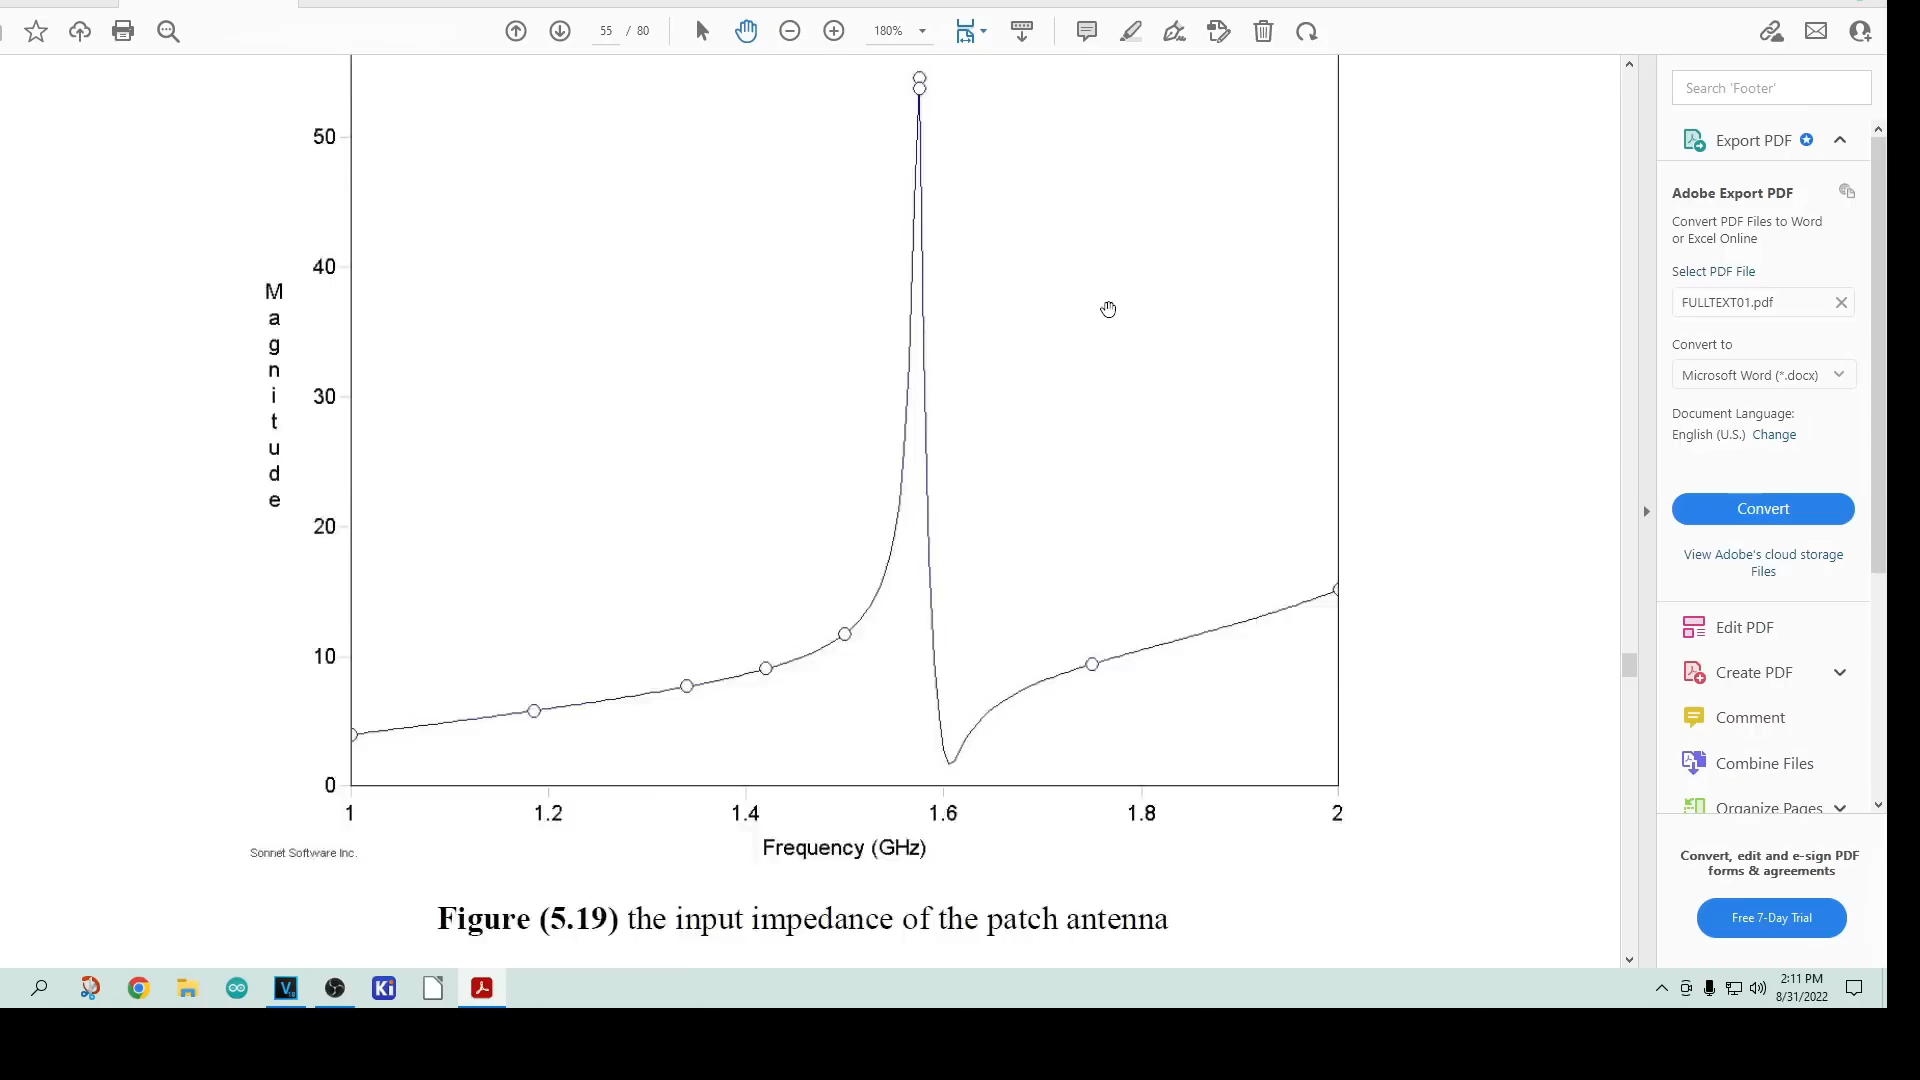 55 / 80
180%
Search 'Footer'
Export PDF
Adobe Export PDF
Convert PDF Files to Word
or Excel Online
Select PDF File
FULLTEXT01.pdf
Convert to
Microsoft Word (*.docx)
Document Language:
English (U.S.) Change
Convert
View Adobe's cloud storage
Files
Edit PDF
Create PDF
Comment
Combine Files
Organize Pages
Convert, edit and e-sign PDF
forms & agreements
Free 7-Day Trial
50
40
30
20
10
0
Magnitude
1 1.2 1.4 1.6 1.8 2
Frequency (GHz)
Sonnet Software Inc.
Figure (5.19) the input impedance of the patch antenna
V
10
Ki
2:11 PM
8/31/2022